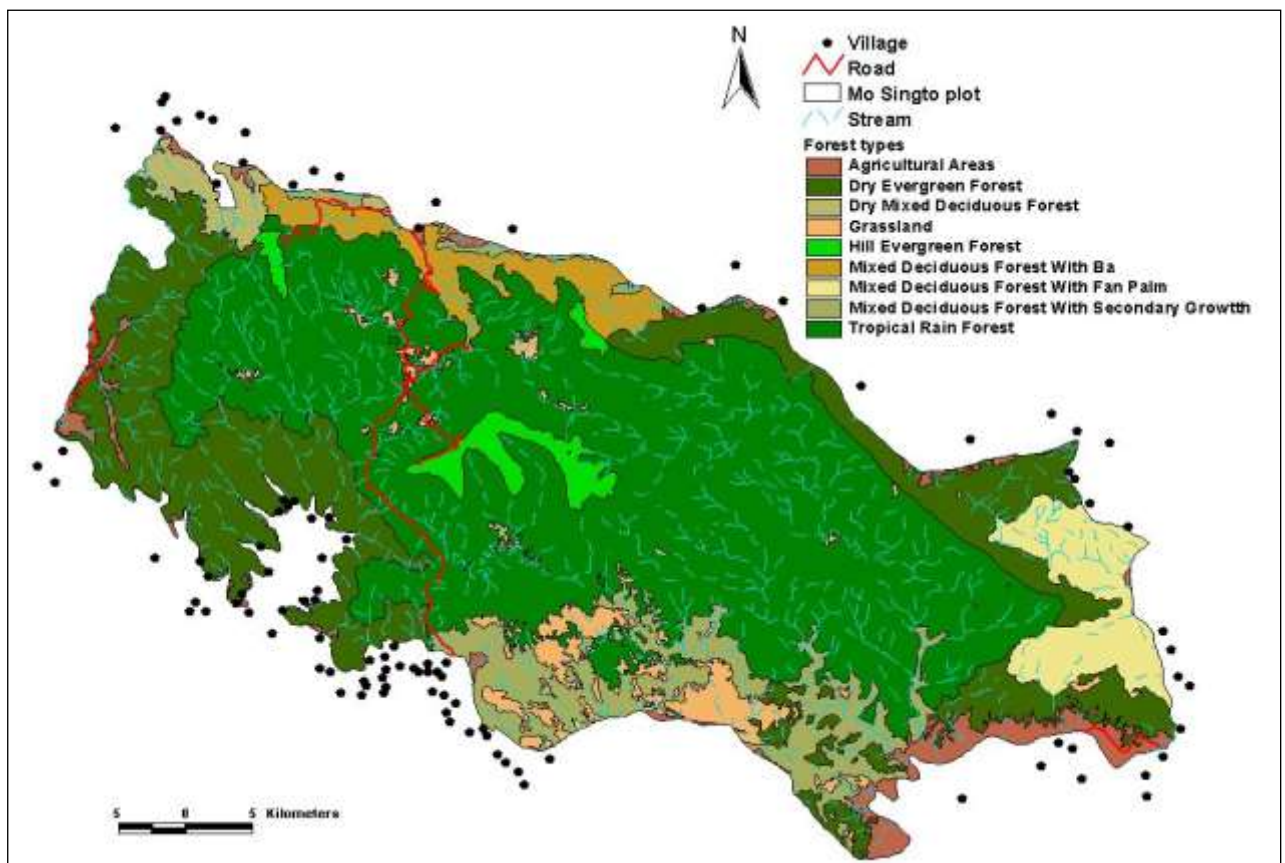 N
Village
Road
Mo Singto plot
Stream
Forest types
Agricultural Areas
Dry Evergreen Forest
Dry Mixed Deciduous Forest
Grassland
Hill Evergreen Forest
Mixed Deciduous Forest With Ba
Mixed Deciduous Forest With Fan Palm
Mixed Deciduous Forest With Secondary Growtth
Tropical Rain Forest
5 0 5 Kilometers